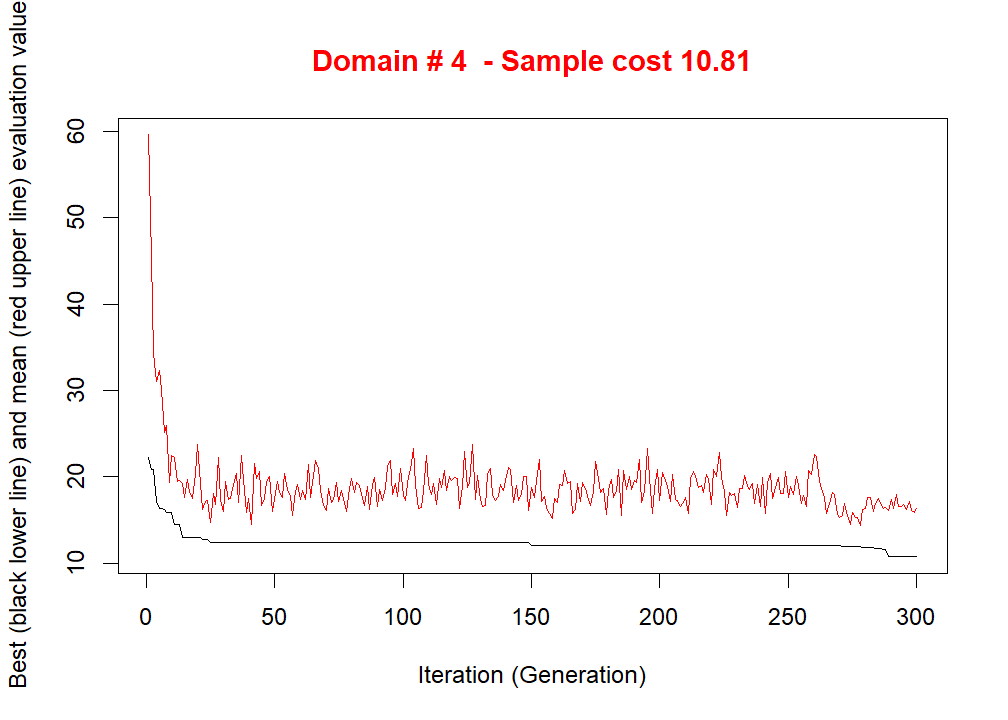 Domain # 4  - Sample cost 10.81
Best (black lower line) and mean (red upper line) evaluation value
60
50
40
30
20
10
0 50 100 150 200 250 300
Iteration (Generation)